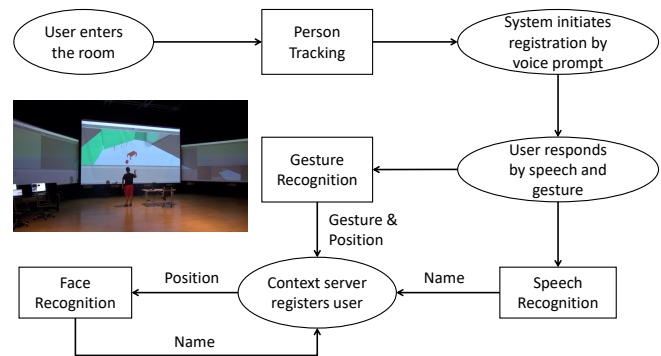 User enters
the room
Person
Tracking
System initiates
registration by
voice prompt
Gesture
Recognition
User responds
by speech and
gesture
Gesture &
Position
Face
Recognition
Position
Context server
registers user
Name
Speech
Recognition
Name